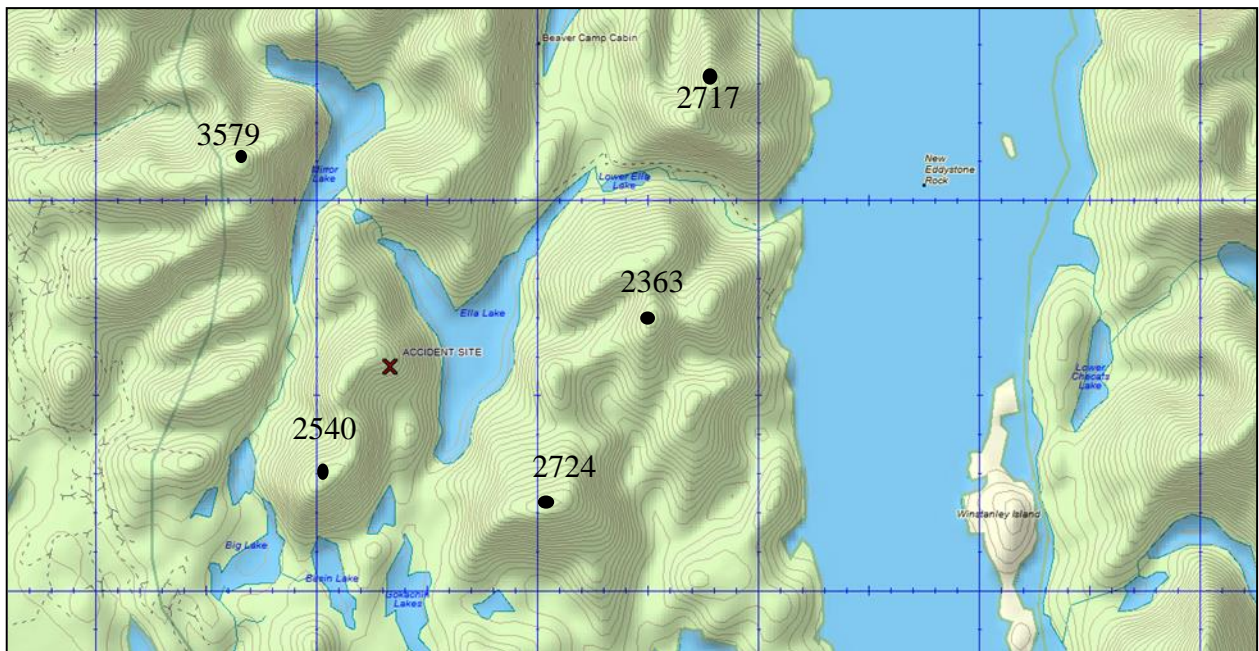 Beaver Camp Cabin
2717
3579
Mirror
Lake
Lower Ella
Lake
New
Eddystone
Rock
2363
Ella Lake
ACCIDENT SITE
Lower
Checats
Lake
2540
2724
Winstanley Island
Big Lake
Basin Lake
Gokachin
Lakes